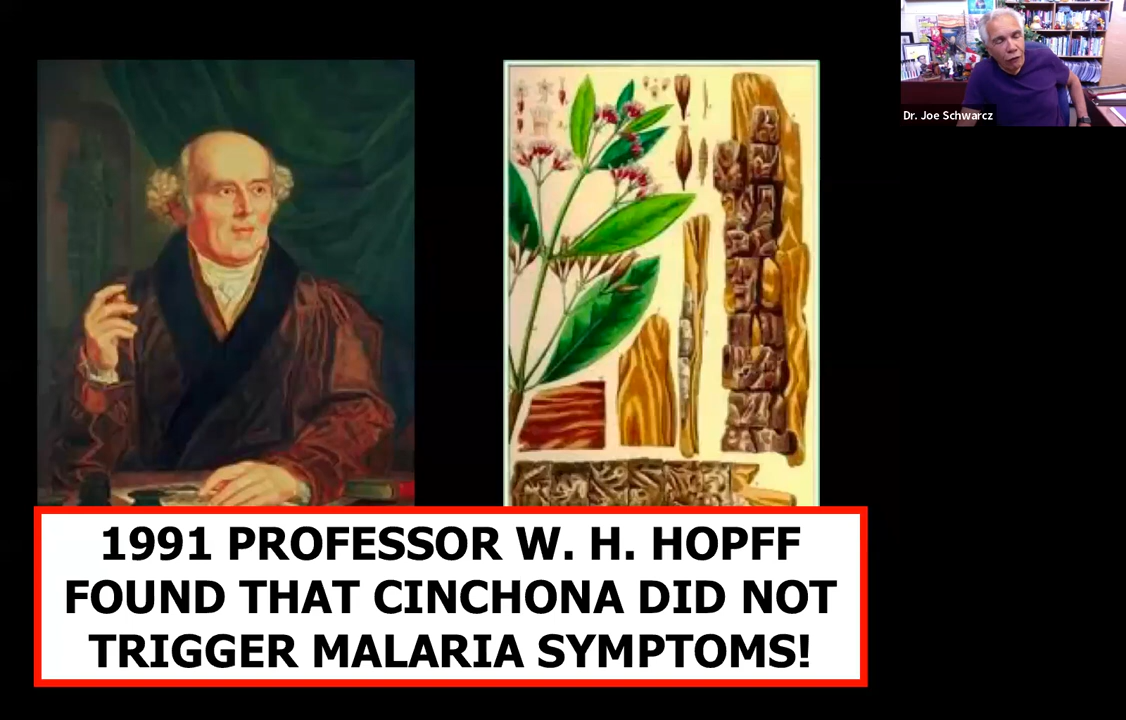 Dr. Joe Schwarcz
1991 PROFESSOR W. H. HOPFF
FOUND THAT CINCHONA DID NOT
TRIGGER MALARIA SYMPTOMS!